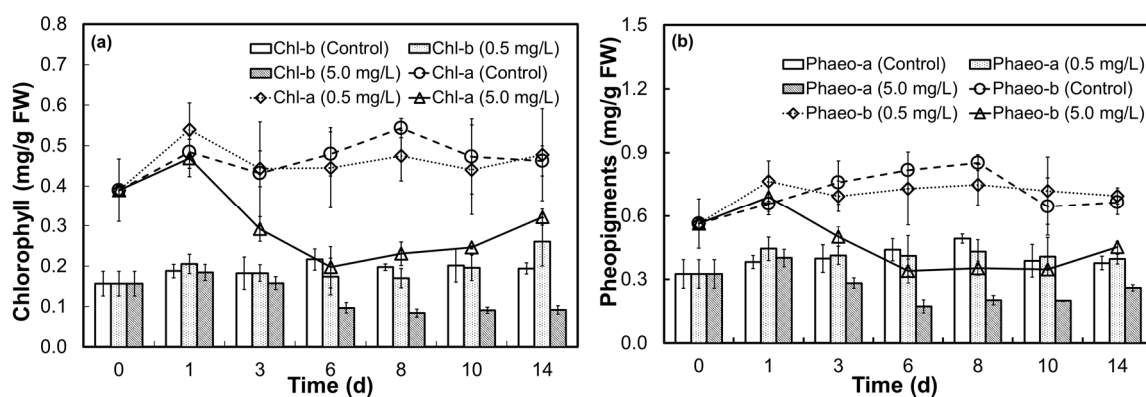 (a)
Chl-b (Control) Chl-b (0.5 mg/L)
Chl-b (5.0 mg/L) Chl-a (Control)
Chl-a (0.5 mg/L) Chl-a (5.0 mg/L)
Chlorophyll (mg/g FW)
0.8
0.7
0.6
0.5
0.4
0.3
0.2
0.1
0.0
0 1 3 6 8 10 14
Time (d)
(b)
Phaeo-a (Control) Phaeo-a (0.5 mg/L)
Phaeo-a (5.0 mg/L) Phaeo-b (Control)
Phaeo-b (0.5 mg/L) Phaeo-b (5.0 mg/L)
Pheopigments (mg/g FW)
1.5
1.2
0.9
0.6
0.3
0.0
0 1 3 6 8 10 14
Time (d)